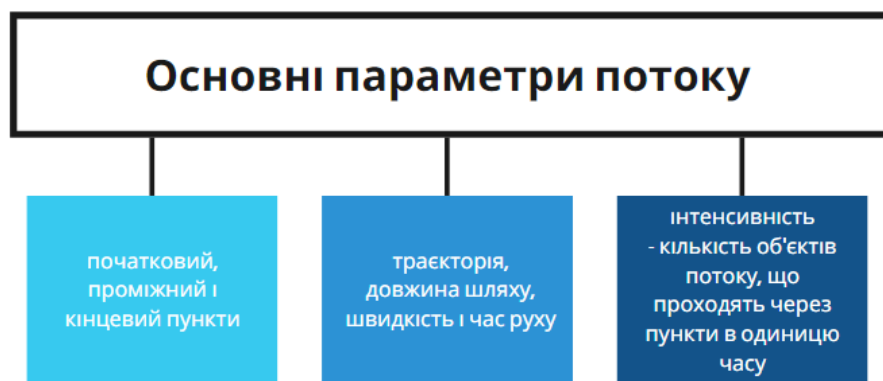 Основні параметри потоку
початковий,
проміжний і
кінцевий пункти
траєкторія,
довжина шляху,
швидкість і час руху
інтенсивність
- кількість об'єктів
потоку, що
проходять через
пункти в одиницю
часу